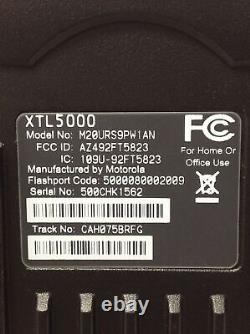 XTL5000
Model No: M20URS9PW1AN
FCC ID: AZ492FT5823
IC: 109U-92FT5823
Manufactured by Motorola
Flashport Code: 5000080002009
Serial No: 500CHK1562
Track No: CAH075BRFG
FC
For Home Or
Office Use